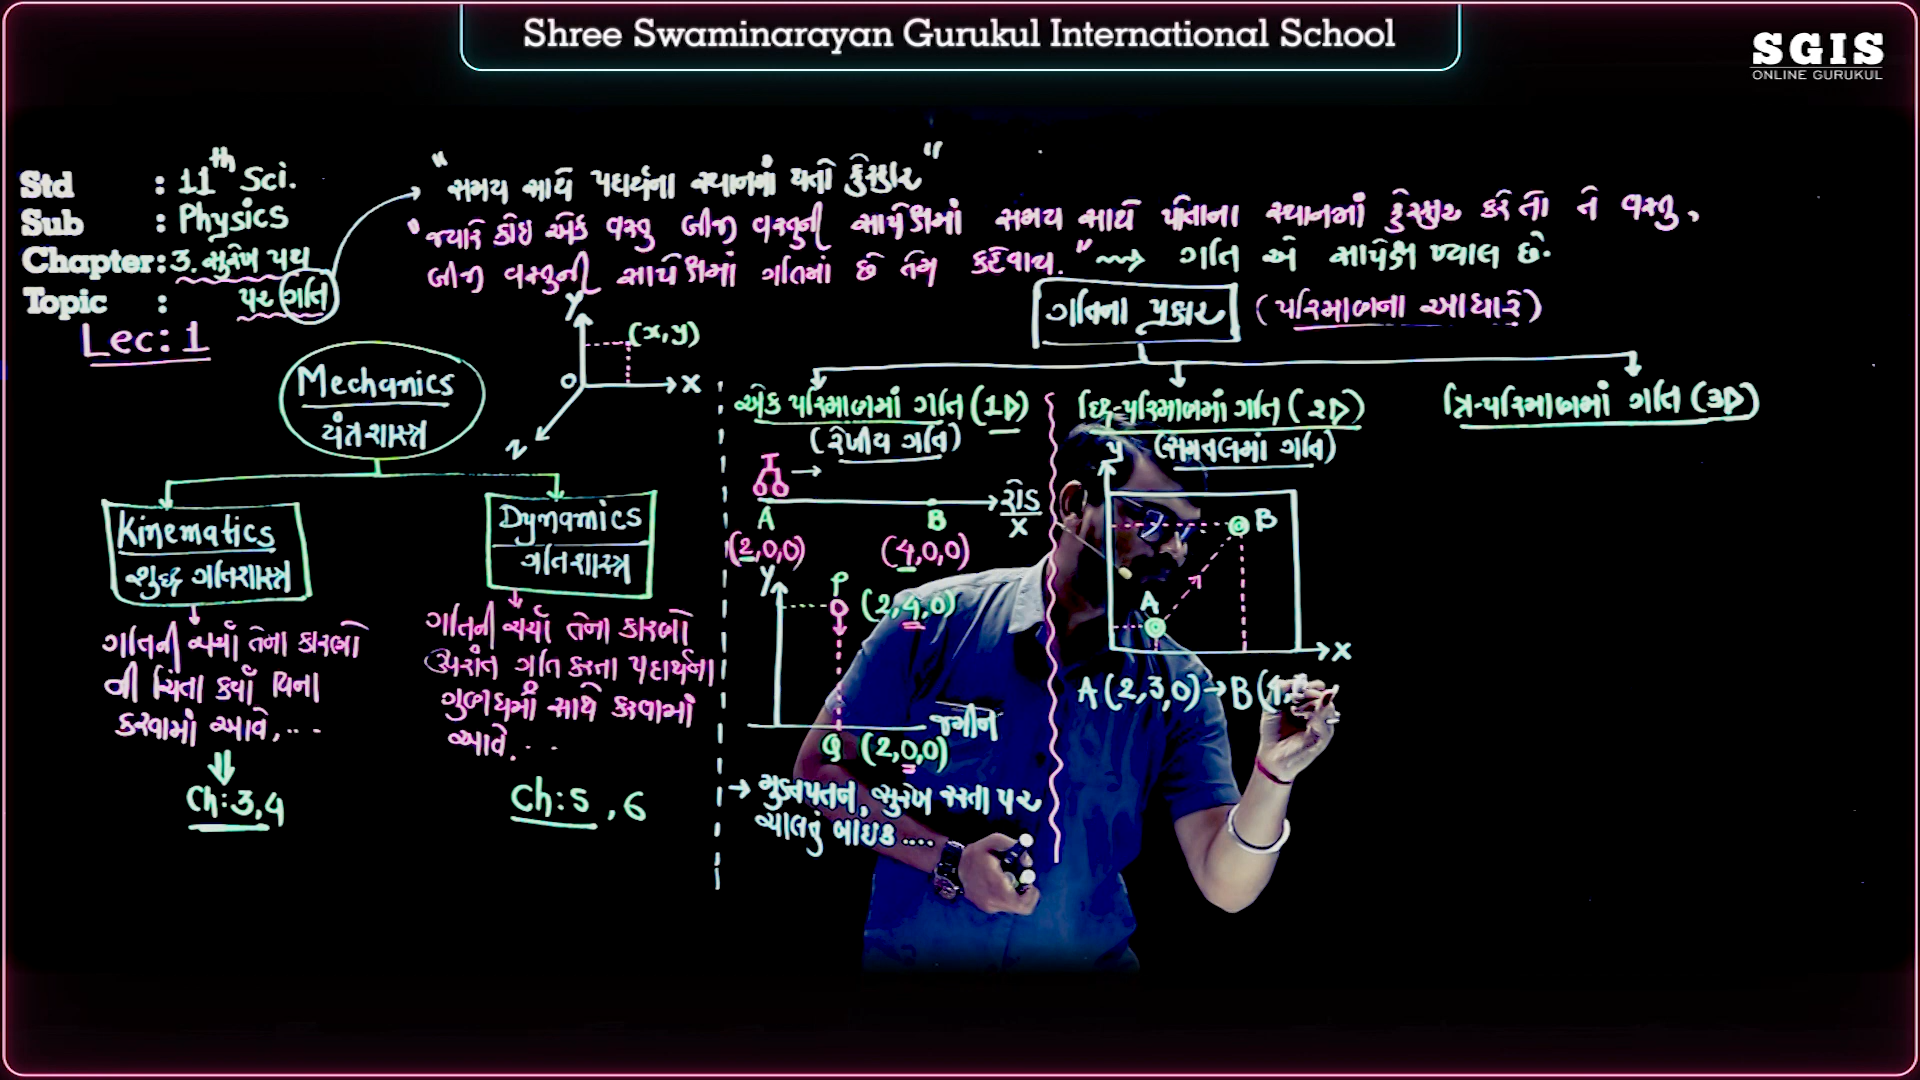 Shree Swaminarayan Gurukul International School
SGIS
ONLINE GURUKUL
Std : 11th Sci.
Sub : Physics
Chapter: 3. સુરેખ પથ
Topic : પર ગતિ
Lec: 1
"સમય સાથે પદાર્થના સ્થાનમાં થતો ફેરફાર"
"જ્યારે કોઇ એક વસ્તુ બીજી વસ્તુની સાપેક્ષમાં સમય સાથે પોતાના સ્થાનમાં ફેરફાર કરે તો તે વસ્તુ,
બીજી વસ્તુની સાપેક્ષમાં ગતિમાં છે તેમ કહેવાય." ગતિ એ સાપેક્ષ ખ્યાલ છે.
Y
(x,y)
O X
Z
Mechanics
યંત્રશાસ્ત્ર
Kinematics
શુદ્ધ ગતિશાસ્ત્ર
ગતિની ચર્ચા તેના કારણો
ની ચિંતા કર્યા વિના
કરવામાં આવે,...
Ch:3,4
Dynamics
ગતિશાસ્ત્ર
ગતિની ચર્ચા તેના કારણો
ઉપરાંત ગતિ કરતા પદાર્થના
ગુણધર્મો સાથે કરવામાં
આવે. ...
Ch:5,6
ગતિના પ્રકાર (પરિમાણના આધારે)
એક પરિમાણમાં ગતિ (1D)
(રેખીય ગતિ)
રોડ
X
A B
(2,0,0) (4,0,0)
Y
P (2,4,0)
જમીન
Q (2,0,0)
→ મુક્તપતન, સુરેખ રસ્તા પર
ચાલતું બાઇક ....
દ્વિ-પરિમાણમાં ગતિ (2D)
(સમતલમાં ગતિ)
y
B
A
X
A (2,3,0) → B (4,
ત્રિ-પરિમાણમાં ગતિ (3D)